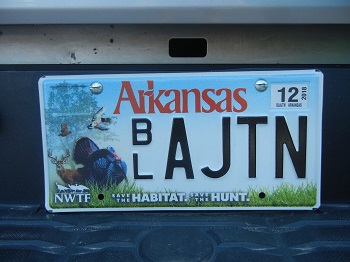 Arkansas
12
2018
BL AJTN
NWTF
SAVE THE HABITAT. SAVE THE HUNT.